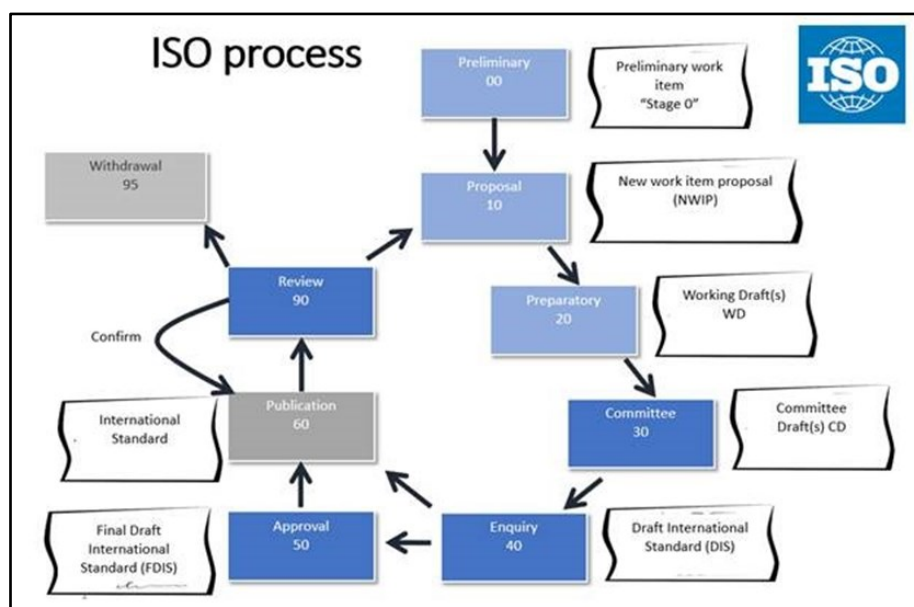 ISO process
Preliminary
00
Preliminary work
item
"Stage 0"
ISO
Withdrawal
95
Proposal
10
New work item proposal
(NWIP)
Review
90
Preparatory
20
Working Draft(s)
WD
Confirm
International
Standard
Publication
60
Committee
30
Committee
Draft(s) CD
Final Draft
International
Standard (FDIS)
Approval
50
Enquiry
40
Draft International
Standard (DIS)